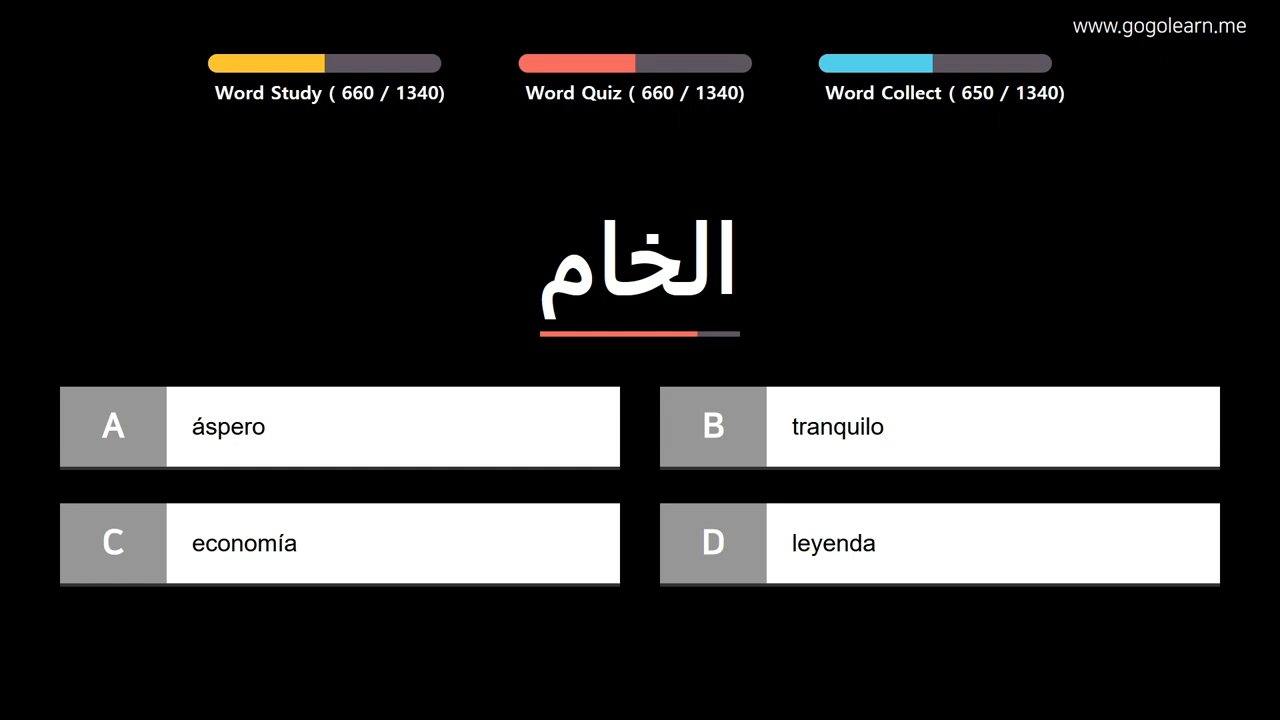 www.gogolearn.me
Word Study ( 660 / 1340)
Word Quiz ( 660 / 1340)
Word Collect ( 650 / 1340)
الخام
A
áspero
B
tranquilo
C
economía
D
leyenda